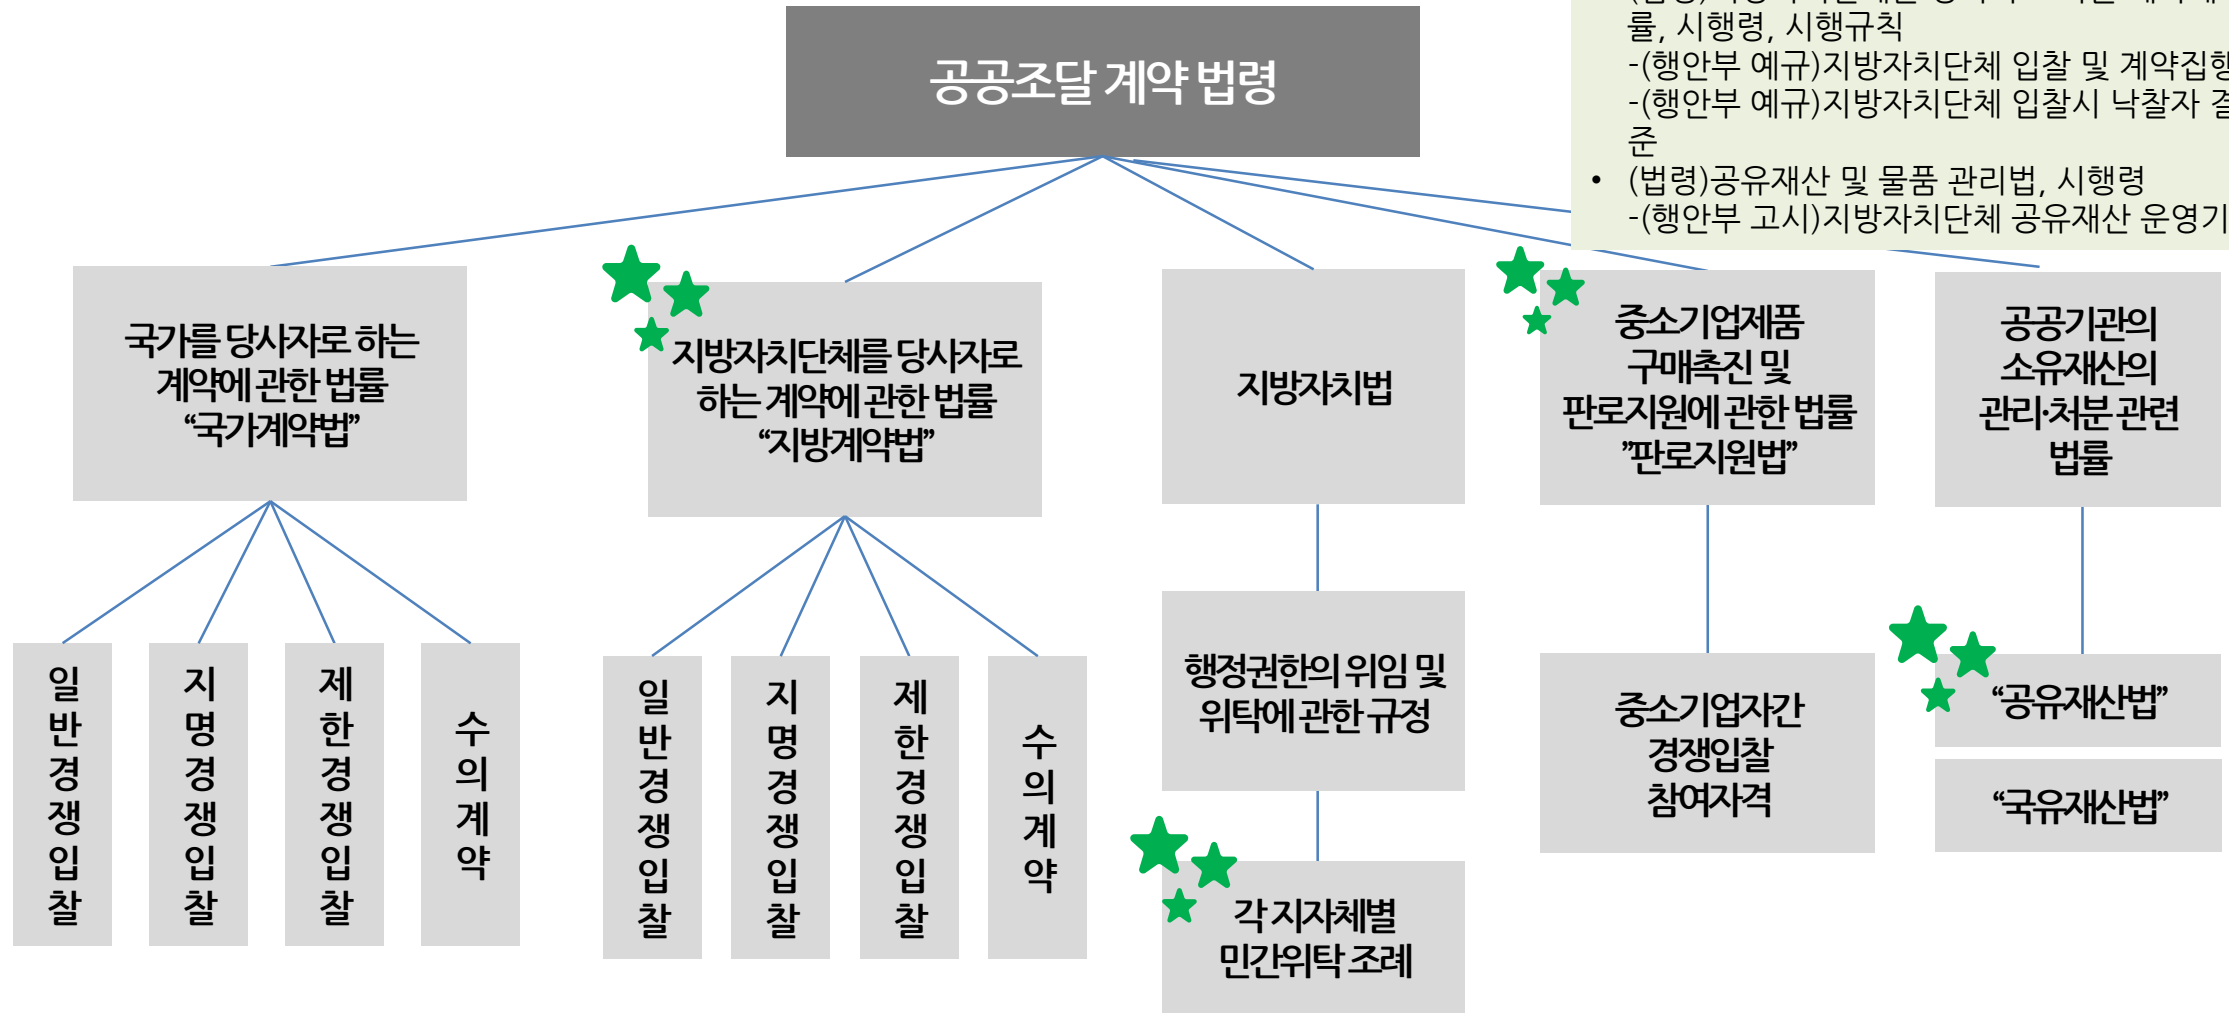 공공조달 계약 법령
률, 시행령, 시행규칙
-(행안부 예규)지방자치단체 입찰 및 계약집행
-(행안부 예규)지방자치단체 입찰시 낙찰자 결
준
• (법령)공유재산 및 물품 관리법, 시행령
-(행안부 고시)지방자치단체 공유재산 운영기
국가를 당사자로 하는
계약에 관한 법률
“국가계약법”
지방자치단체를 당사자로
하는 계약에 관한 법률
“지방계약법”
지방자치법
중소기업제품
구매촉진 및
판로지원에 관한 법률
”판로지원법”
공공기관의
소유재산의
관리·처분 관련
법률
일반경쟁입찰
지명경쟁입찰
제한경쟁입찰
수의계약
일반경쟁입찰
지명경쟁입찰
제한경쟁입찰
수의계약
행정권한의 위임 및
위탁에 관한 규정
각 지자체별
민간위탁 조례
중소기업자간
경쟁입찰
참여자격
“공유재산법”
“국유재산법”